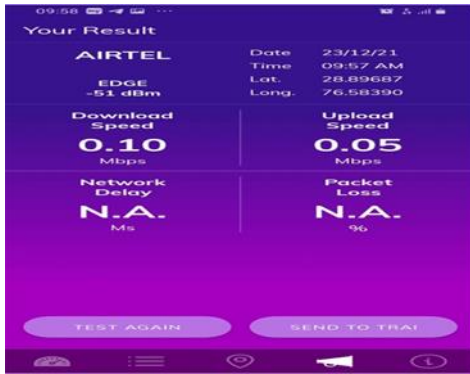 09:58
Your Result
AIRTEL
EDGE
-51 dBm
Date 23/12/21
Time 09:57 AM
Lat. 28.89687
Long. 76.58390
Download
Speed
0.10
Mbps
Upload
Speed
0.05
Mbps
Network
Delay
N.A.
Ms
Packet
Loss
N.A.
%
TEST AGAIN
SEND TO TRAI